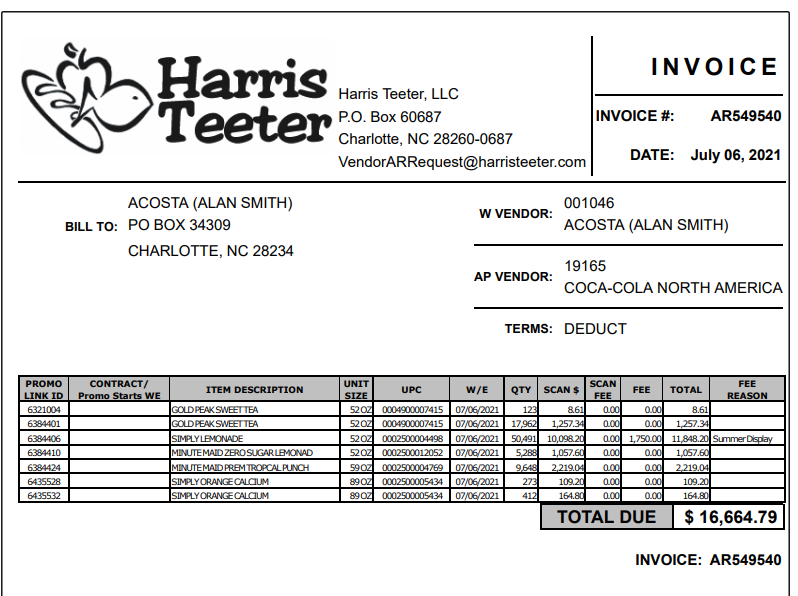 Harris
Teeter
Harris Teeter, LLC
P.O. Box 60687
Charlotte, NC 28260-0687
VendorARRequest@harristeeter.com
INVOICE
INVOICE #: AR549540
DATE: July 06, 2021
BILL TO:
ACOSTA (ALAN SMITH)
PO BOX 34309
CHARLOTTE, NC 28234
W VENDOR:
001046
ACOSTA (ALAN SMITH)
AP VENDOR:
19165
COCA-COLA NORTH AMERICA
TERMS: DEDUCT
PROMO LINK ID CONTRACT/ Promo Starts WE ITEM DESCRIPTION UNIT SIZE UPC W/E QTY SCAN $ SCAN FEE FEE TOTAL FEE REASON
6321004 GOLD PEAK SWEET TEA 52 OZ 0004900007415 07/06/2021 123 8.61 0.00 0.00 8.61
6384401 GOLD PEAK SWEET TEA 52 OZ 0004900007415 07/06/2021 17,962 1,257.34 0.00 0.00 1,257.34
6384406 SIMPLY LEMONADE 52 OZ 0002500004498 07/06/2021 50,491 10,098.20 0.00 1,750.00 11,848.20 Summer Display
6384410 MINUTE MAID ZERO SUGAR LEMONAD 52 OZ 0002500012052 07/06/2021 5,288 1,057.60 0.00 0.00 1,057.60
6384424 MINUTE MAID PREM TROPCAL PUNCH 59 OZ 0002500004769 07/06/2021 9,648 2,219.04 0.00 0.00 2,219.04
6435528 SIMPLY ORANGE CALCIUM 89 OZ 0002500005434 07/06/2021 273 109.20 0.00 0.00 109.20
6435532 SIMPLY ORANGE CALCIUM 89 OZ 0002500005434 07/06/2021 412 164.80 0.00 0.00 164.80
TOTAL DUE $ 16,664.79
INVOICE: AR549540